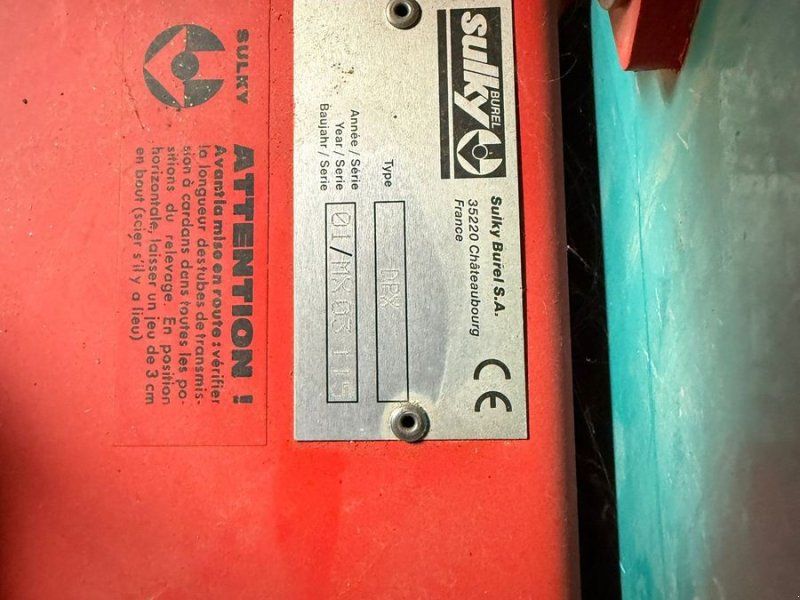 sulky
BUREL
Sulky Burel S.A.
35220 Châteaubourg
France
CE
Type
DPX
Année / Série
Year / Serie
Baujahr / Serie
01/MX03 115
SULKY
ATTENTION !
Avant la mise en route : vérifier
la longueur des tubes de transmis-
sion à cardans dans toutes les po-
sitions du relevage. En position
horizontale, laisser un jeu de 3 cm
en bout (scier s'il y a lieu)